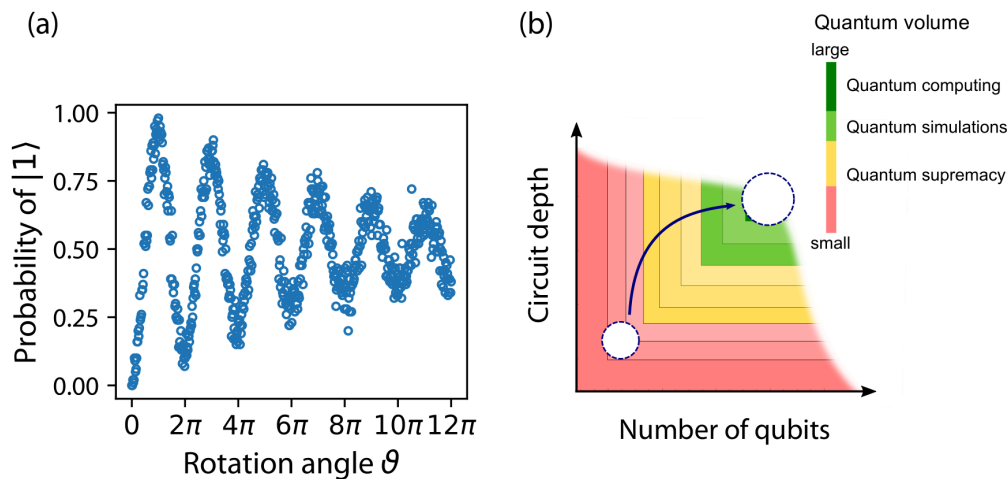 (a)
Probability of |1⟩
1.00
0.75
0.50
0.25
0.00
0 2π 4π 6π 8π 10π 12π
Rotation angle ϑ
(b)
Quantum volume
large
Quantum computing
Quantum simulations
Quantum supremacy
small
Circuit depth
Number of qubits